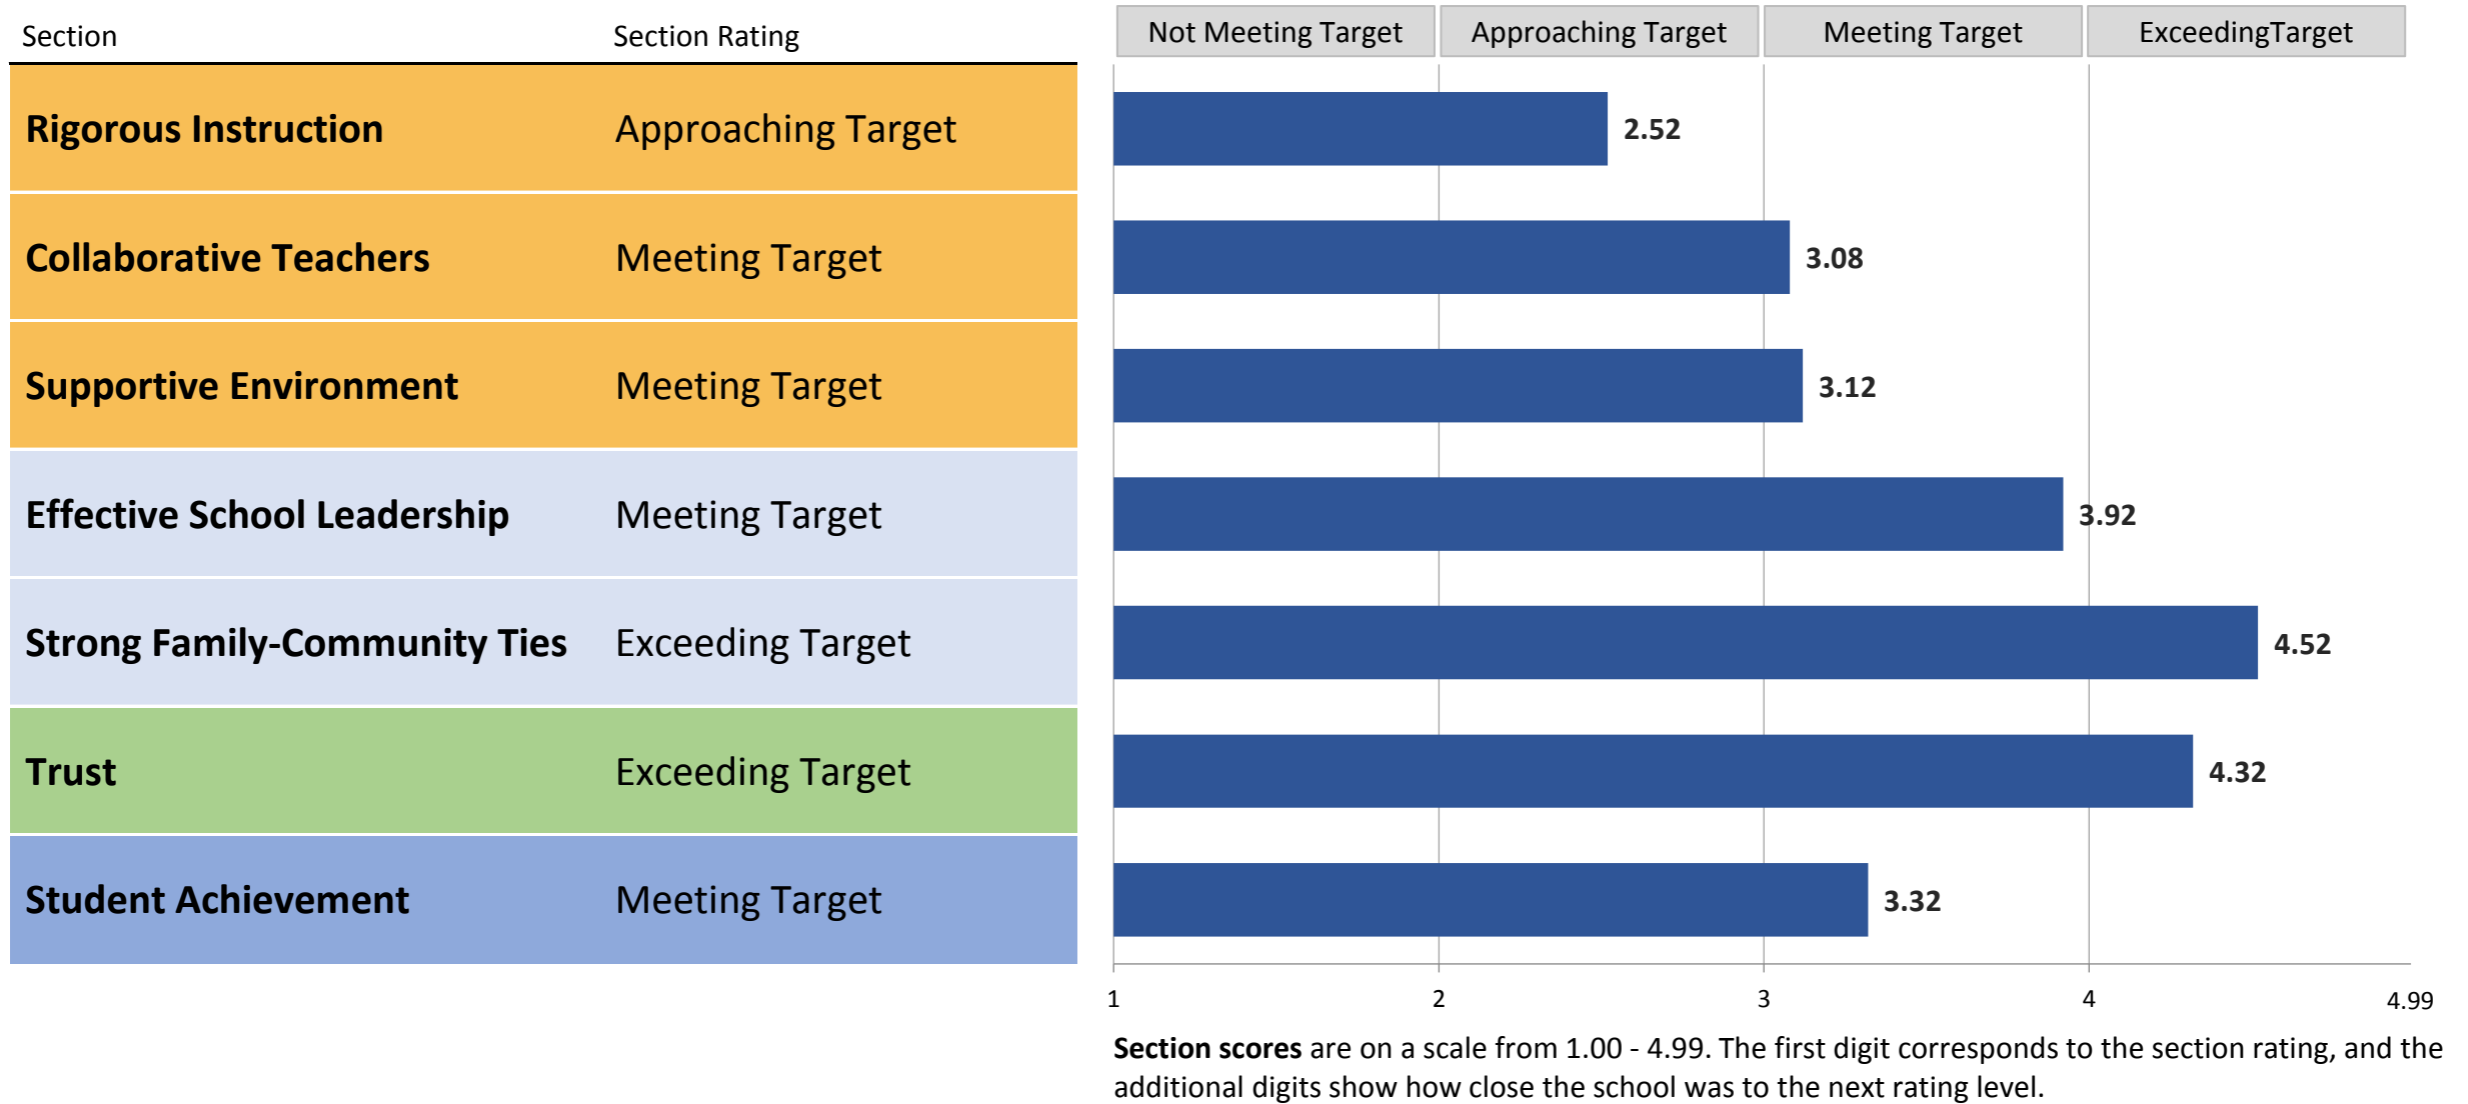 Section Section Rating Not Meeting Target Approaching Target Meeting Target ExceedingTarget
Rigorous Instruction Approaching Target 2.52
Collaborative Teachers Meeting Target 3.08
Supportive Environment Meeting Target 3.12
Effective School Leadership Meeting Target 3.92
Strong Family-Community Ties Exceeding Target 4.52
Trust Exceeding Target 4.32
Student Achievement Meeting Target 3.32
1 2 3 4 4.99
Section scores are on a scale from 1.00 - 4.99. The first digit corresponds to the section rating, and the
additional digits show how close the school was to the next rating level.